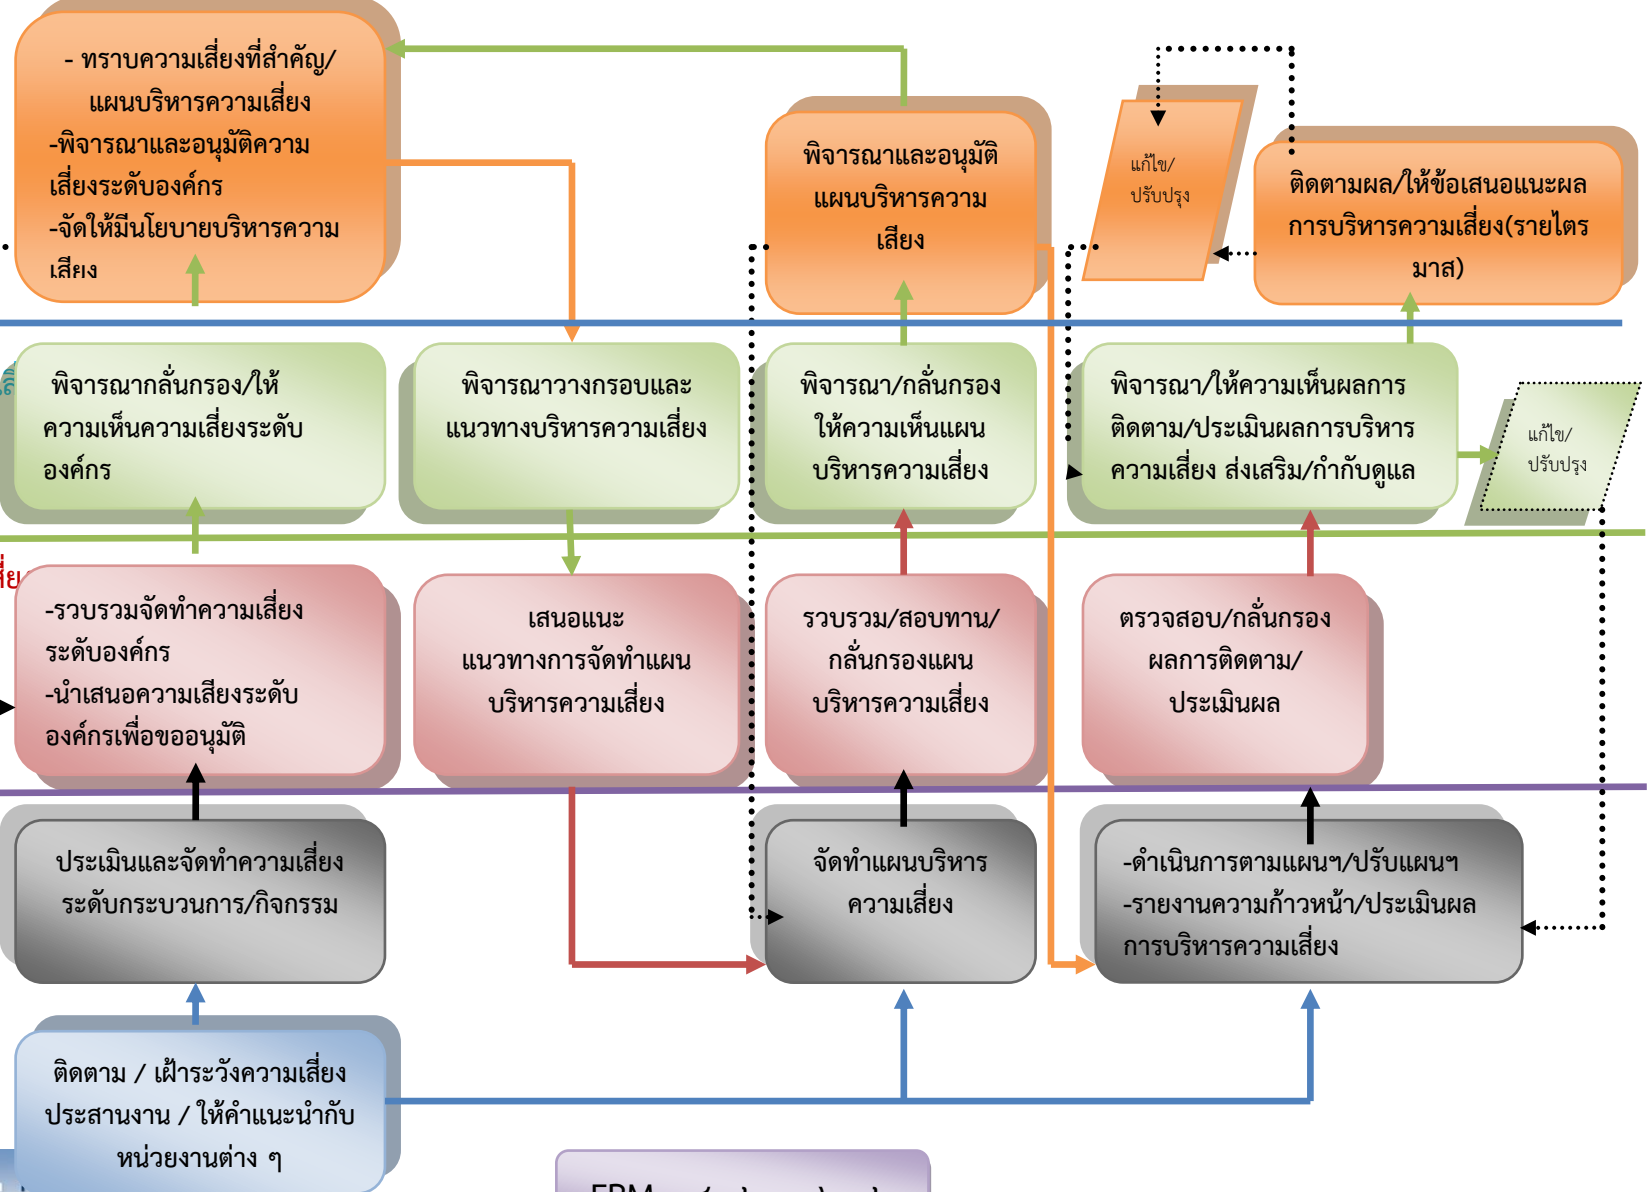 - ทราบความเสี่ยงที่สำคัญ/
แผนบริหารความเสี่ยง
-พิจารณาและอนุมัติความ
เสี่ยงระดับองค์กร
-จัดให้มีนโยบายบริหารความ
เสียง
พิจารณาและอนุมัติ
แผนบริหารความ
เสียง
แก้ไข/
ปรับปรุง
ติดตามผล/ให้ข้อเสนอแนะผล
การบริหารความเสี่ยง(รายไตร
มาส)
พิจารณากลั่นกรอง/ให้
ความเห็นความเสี่ยงระดับ
องค์กร
พิจารณาวางกรอบและ
แนวทางบริหารความเสี่ยง
พิจารณา/กลั่นกรอง
ให้ความเห็นแผน
บริหารความเสี่ยง
พิจารณา/ให้ความเห็นผลการ
ติดตาม/ประเมินผลการบริหาร
ความเสี่ยง ส่งเสริม/กำกับดูแล
แก้ไข/
ปรับปรุง
-รวบรวมจัดทำความเสี่ยง
ระดับองค์กร
-นำเสนอความเสียงระดับ
องค์กรเพื่อขออนุมัติ
เสนอแนะ
แนวทางการจัดทำแผน
บริหารความเสี่ยง
รวบรวม/สอบทาน/
กลั่นกรองแผน
บริหารความเสี่ยง
ตรวจสอบ/กลั่นกรอง
ผลการติดตาม/
ประเมินผล
ประเมินและจัดทำความเสี่ยง
ระดับกระบวนการ/กิจกรรม
จัดทำแผนบริหาร
ความเสี่ยง
-ดำเนินการตามแผนฯ/ปรับแผนฯ
-รายงานความก้าวหน้า/ประเมินผล
การบริหารความเสี่ยง
ติดตาม / เฝ้าระวังความเสี่ยง
ประสานงาน / ให้คำแนะนำกับ
หน่วยงานต่าง ๆ